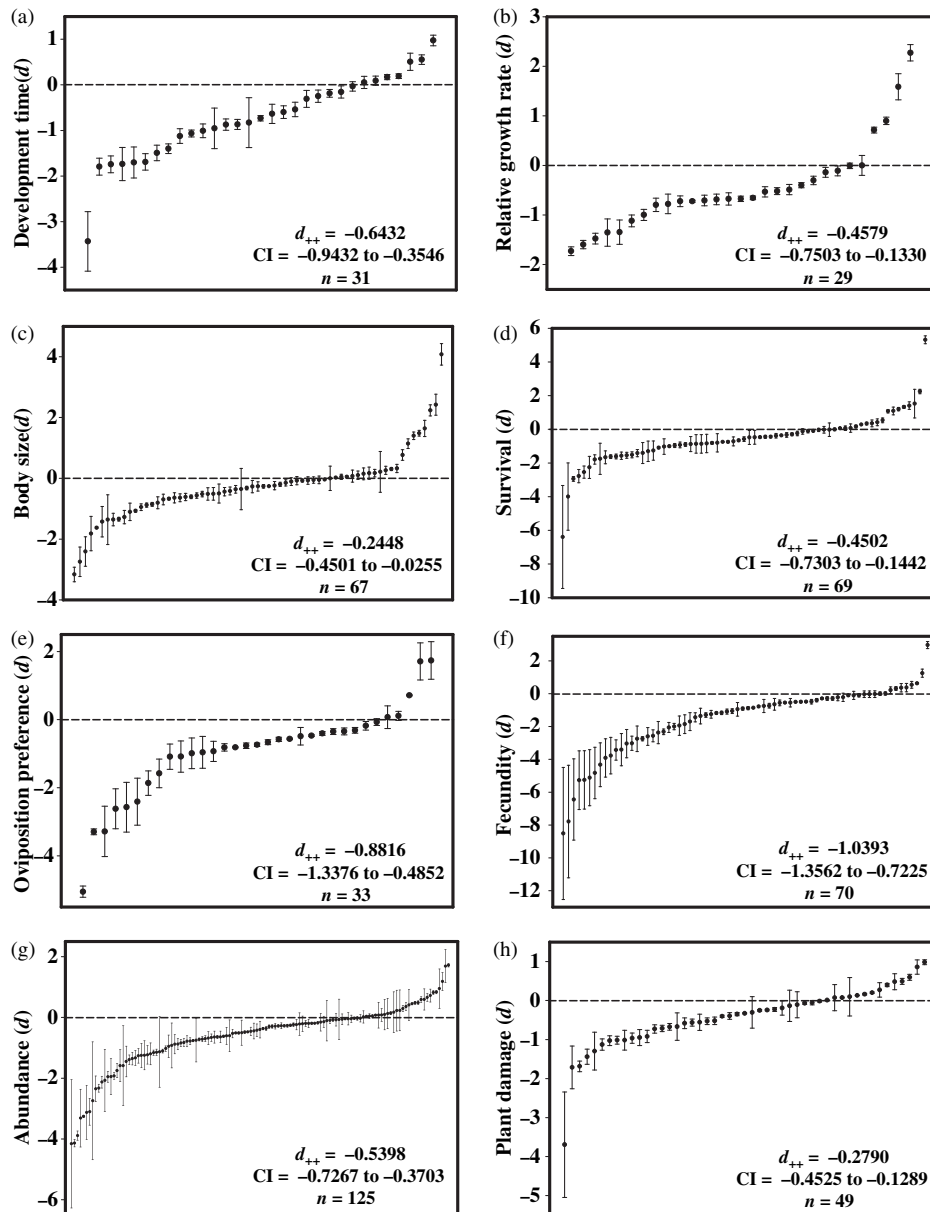 (a)
Development time(d)
1
0
−1
−2
−3
−4
d++ = −0.6432
CI = −0.9432 to −0.3546
n = 31
(b)
Relative growth rate (d)
3
2
1
0
−1
−2
d++ = −0.4579
CI = −0.7503 to −0.1330
n = 29
(c)
Body size(d)
4
2
0
−2
−4
d++ = −0.2448
CI = −0.4501 to −0.0255
n = 67
(d)
Survival (d)
6
4
2
0
−2
−4
−6
−8
−10
d++ = −0.4502
CI = −0.7303 to −0.1442
n = 69
(e)
Oviposition preference (d)
2
0
−2
−4
d++ = −0.8816
CI = −1.3376 to −0.4852
n = 33
(f)
Fecundity (d)
2
0
−2
−4
−6
−8
−10
−12
d++ = −1.0393
CI = −1.3562 to −0.7225
n = 70
(g)
Abundance (d)
2
0
−2
−4
−6
d++ = −0.5398
CI = −0.7267 to −0.3703
n = 125
(h)
Plant damage (d)
1
0
−1
−2
−3
−4
−5
d++ = −0.2790
CI = −0.4525 to −0.1289
n = 49